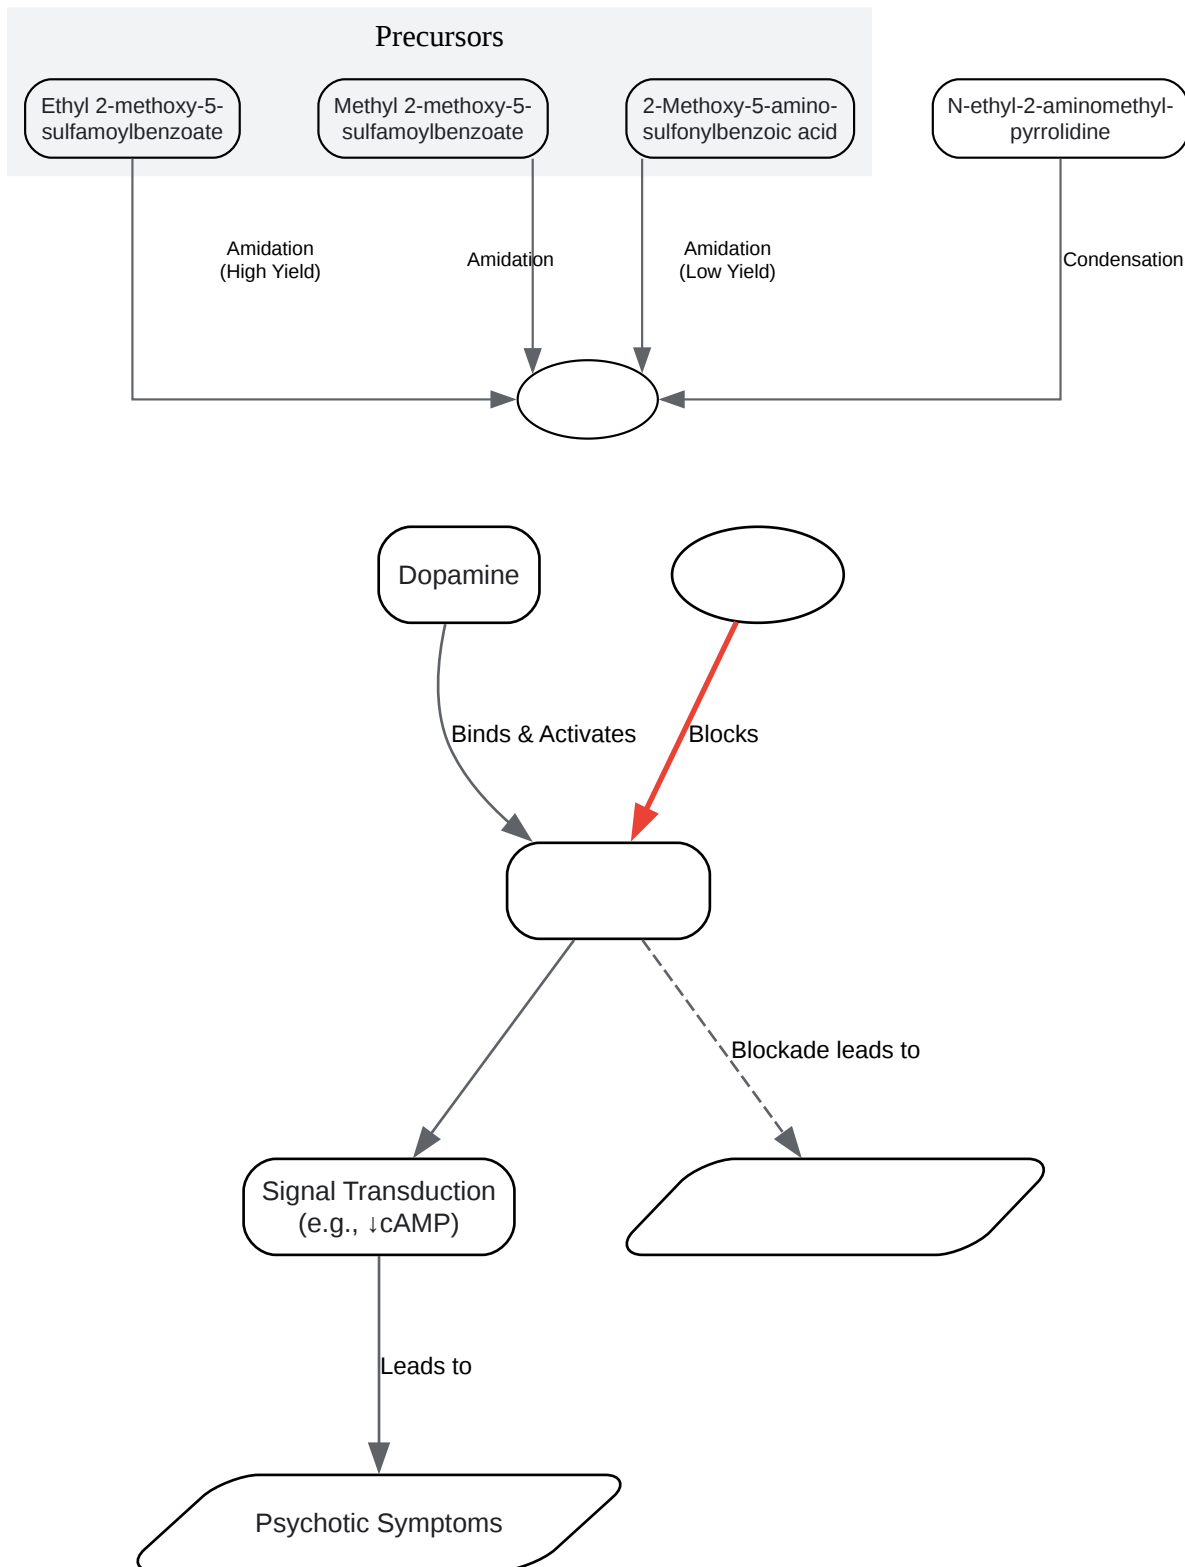 Precursors
Ethyl 2-methoxy-5-
sulfamoylbenzoate
Methyl 2-methoxy-5-
sulfamoylbenzoate
2-Methoxy-5-amino-
sulfonylbenzoic acid
N-ethyl-2-aminomethyl-
pyrrolidine
Amidation
(High Yield)
Amidation
Amidation
(Low Yield)
Condensation
Dopamine
Binds & Activates
Blocks
Blockade leads to
Signal Transduction
(e.g., ↓cAMP)
Leads to
Psychotic Symptoms